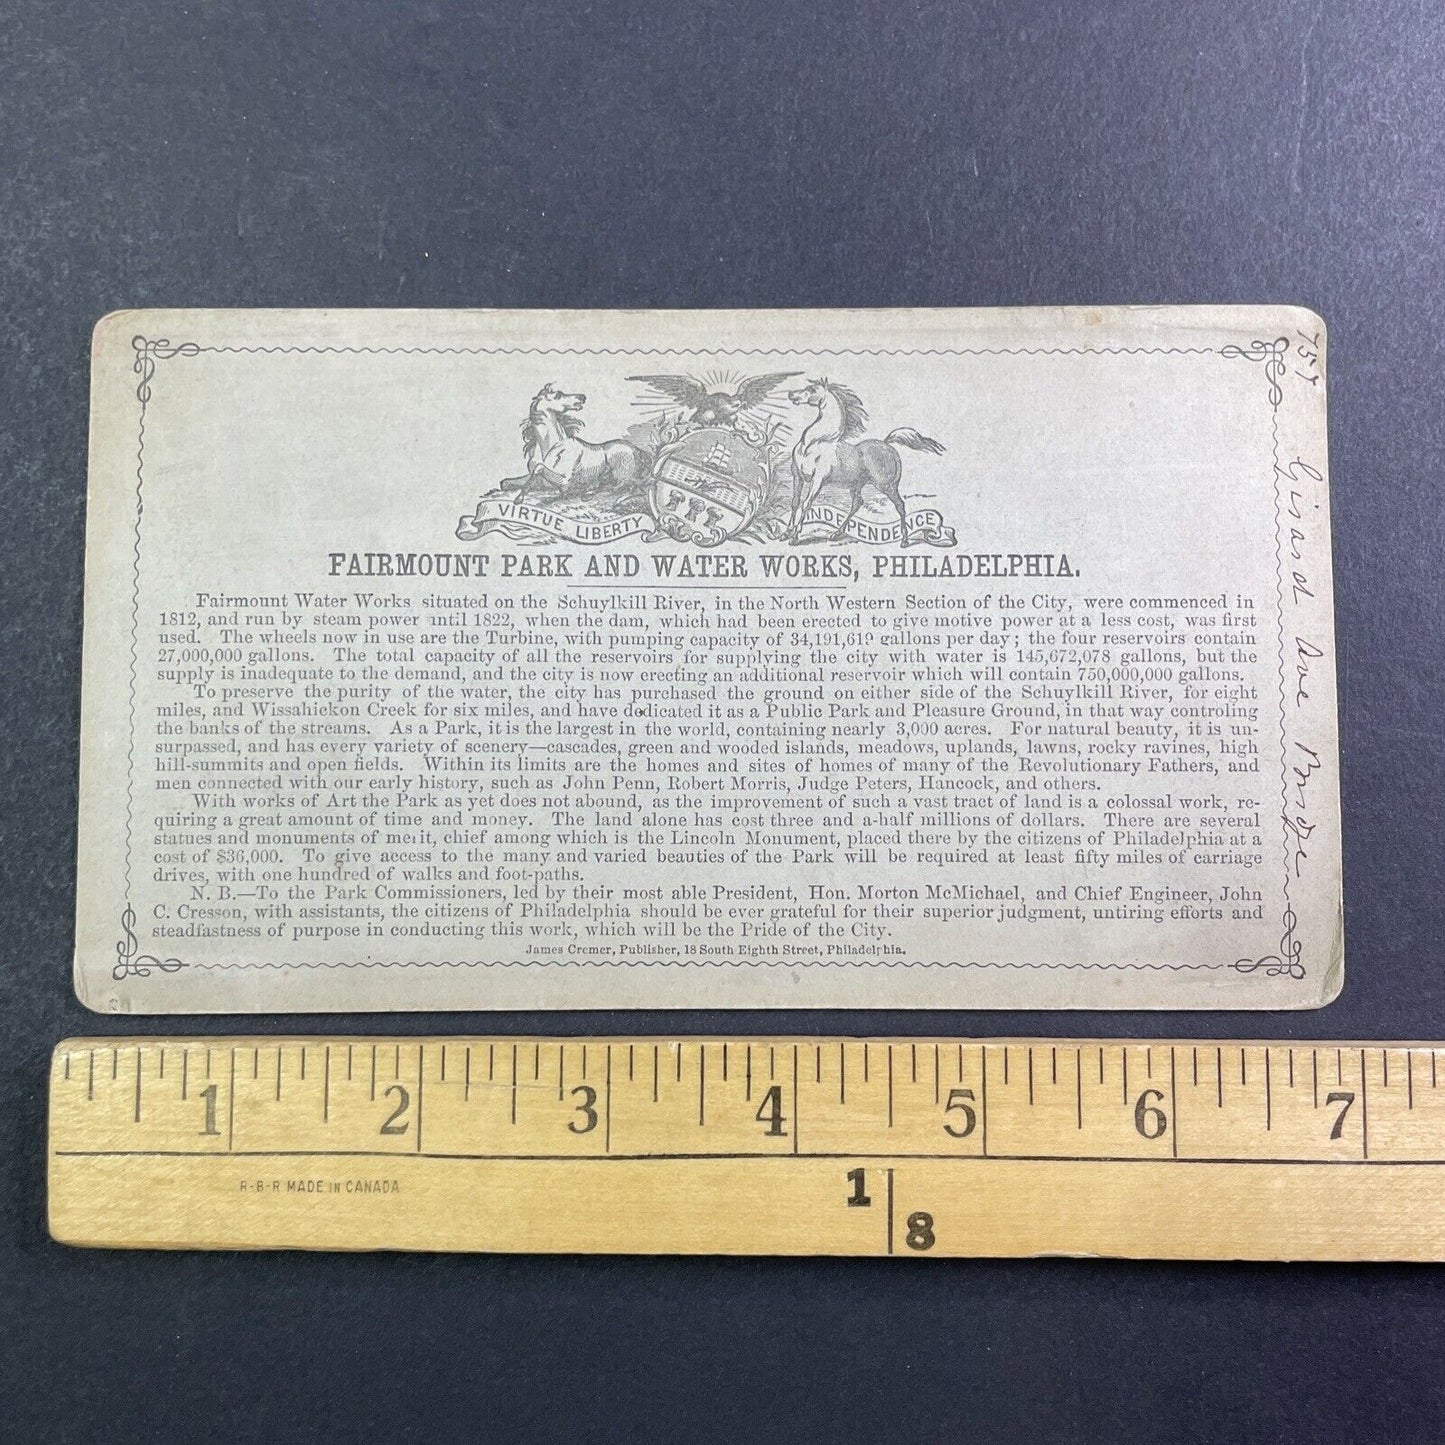 VIRTUE LIBERTY INDEPENDENCE
FAIRMOUNT PARK AND WATER WORKS, PHILADELPHIA.
Fairmount Water Works situated on the Schuylkill River, in the North Western Section of the City, were commenced in
1812, and run by steam power until 1822, when the dam, which had been erected to give motive power at a less cost, was first
used. The wheels now in use are the Turbine, with pumping capacity of 34,191,619 gallons per day; the four reservoirs contain
27,000,000 gallons. The total capacity of all the reservoirs for supplying the city with water is 145,672,078 gallons, but the
supply is inadequate to the demand, and the city is now erecting an additional reservoir which will contain 750,000,000 gallons.
To preserve the purity of the water, the city has purchased the ground on either side of the Schuylkill River, for eight
miles, and Wissahickon Creek for six miles, and have dedicated it as a Public Park and Pleasure Ground, in that way controling
the banks of the streams. As a Park, it is the largest in the world, containing nearly 3,000 acres. For natural beauty, it is un-
surpassed, and has every variety of scenery—cascades, green and wooded islands, meadows, uplands, lawns, rocky ravines, high
hill-summits and open fields. Within its limits are the homes and sites of homes of many of the Revolutionary Fathers, and
men connected with our early history, such as John Penn, Robert Morris, Judge Peters, Hancock, and others.
With works of Art the Park as yet does not abound, as the improvement of such a vast tract of land is a colossal work, re-
quiring a great amount of time and money. The land alone has cost three and a-half millions of dollars. There are several
statues and monuments of merit, chief among which is the Lincoln Monument, placed there by the citizens of Philadelphia at a
cost of $36,000. To give access to the many and varied beauties of the Park will be required at least fifty miles of carriage
drives, with one hundred of walks and foot-paths.
N. B.—To the Park Commissioners, led by their most able President, Hon. Morton McMichael, and Chief Engineer, John
C. Cresson, with assistants, the citizens of Philadelphia should be ever grateful for their superior judgment, untiring efforts and
steadfastness of purpose in conducting this work, which will be the Pride of the City.
James Cremer, Publisher, 18 South Eighth Street, Philadelphia.
757 Girard Ave Bridge
1 2 3 4 5 6 7
R-B-R MADE IN CANADA
1 8